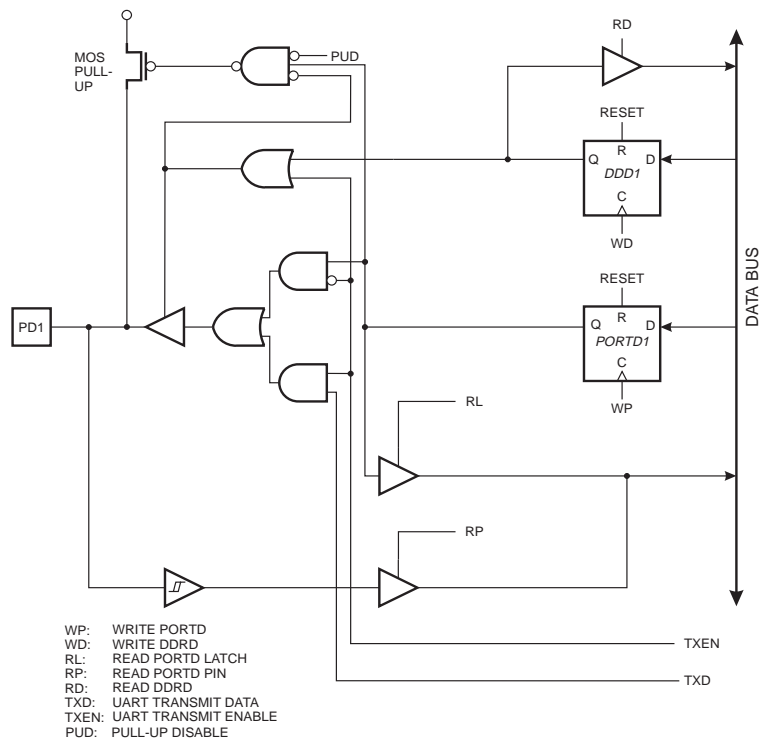 RD
MOS
PULL-
UP
PUD
RESET
R
Q
D
DDD1
C
WD
RESET
R
Q
D
PORTD1
C
WP
PD1
DATA BUS
RL
RP
TXEN
TXD
WP: WRITE PORTD
WD: WRITE DDRD
RL: READ PORTD LATCH
RP: READ PORTD PIN
RD: READ DDRD
TXD: UART TRANSMIT DATA
TXEN: UART TRANSMIT ENABLE
PUD: PULL-UP DISABLE